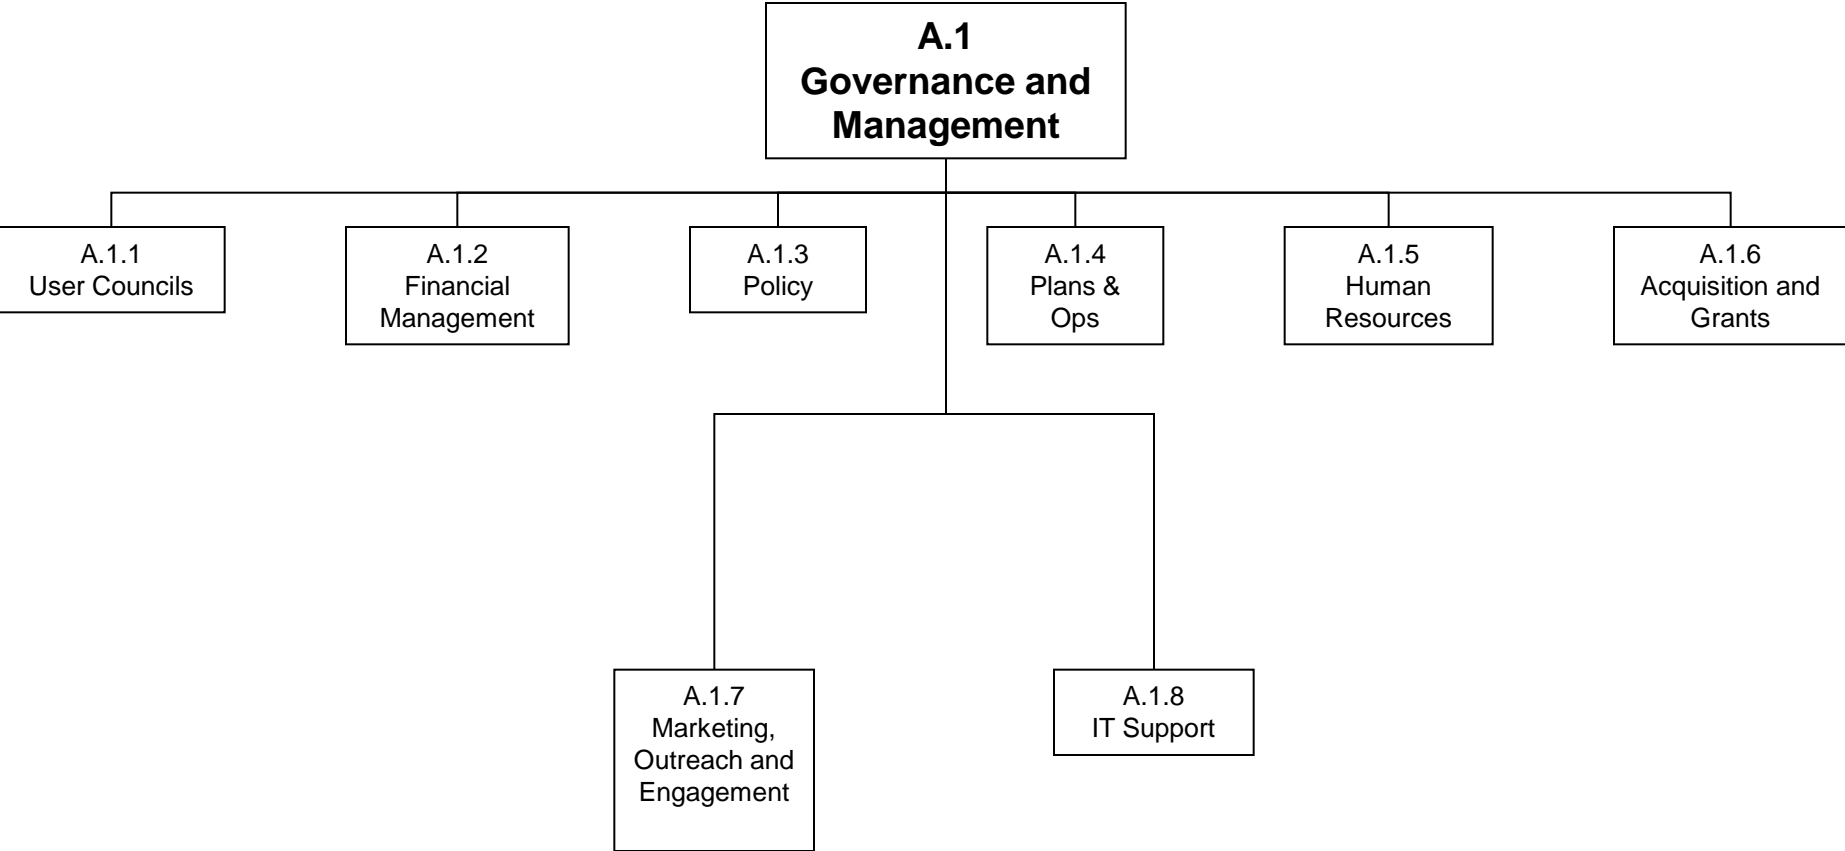 A.1
Governance and
Management
A.1.1
User Councils
A.1.2
Financial
Management
A.1.3
Policy
A.1.4
Plans &
Ops
A.1.5
Human
Resources
A.1.6
Acquisition and
Grants
A.1.7
Marketing,
Outreach and
Engagement
A.1.8
IT Support